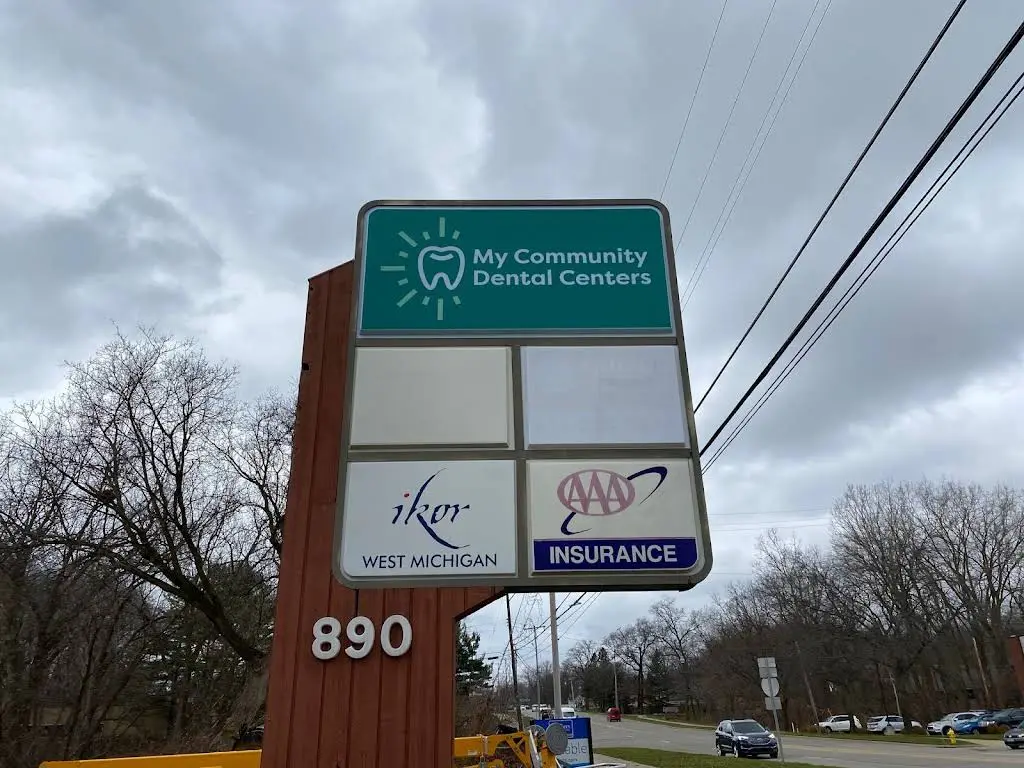 My Community
Dental Centers
ikor
WEST MICHIGAN
AAA
INSURANCE
890